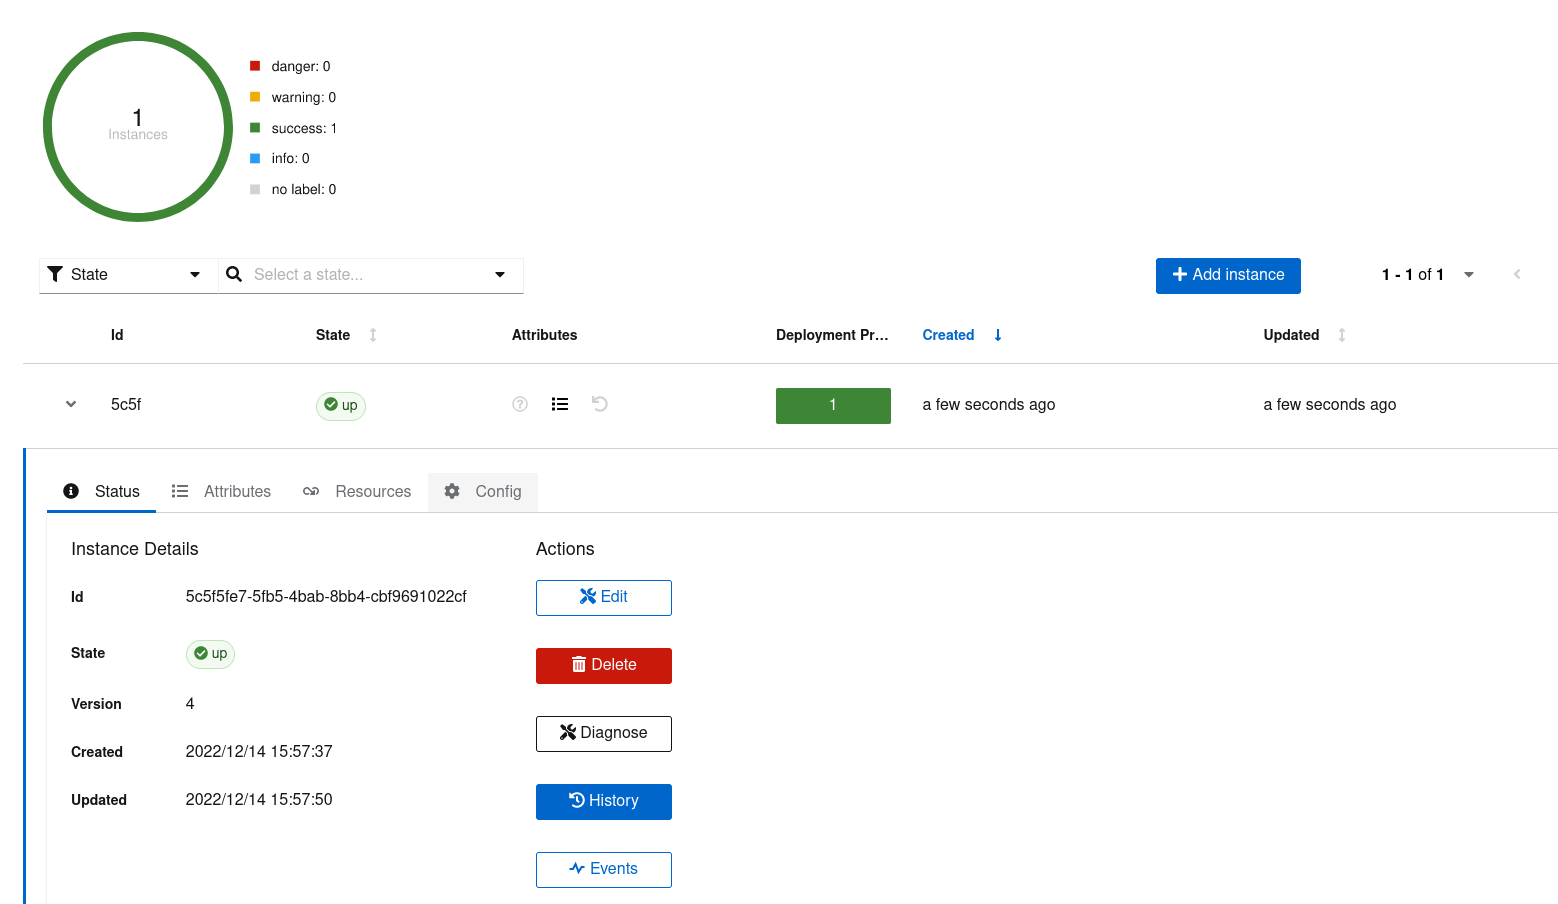 1
Instances
danger: 0
warning: 0
success: 1
info: 0
no label: 0
State
Select a state...
Add instance
1 - 1 of 1
Id State Attributes Deployment Pr... Created Updated
5c5f up 1 a few seconds ago a few seconds ago
Status Attributes Resources Config
Instance Details
Id 5c5f5fe7-5fb5-4bab-8bb4-cbf9691022cf
State up
Version 4
Created 2022/12/14 15:57:37
Updated 2022/12/14 15:57:50
Actions
Edit
Delete
Diagnose
History
Events